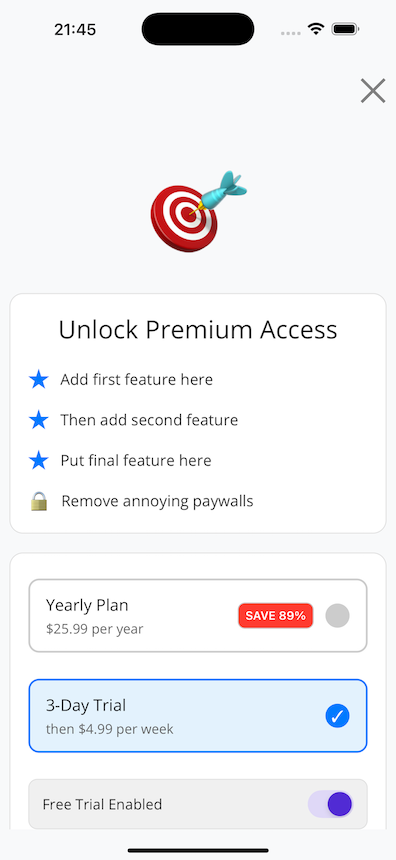 21:45
Unlock Premium Access
Add first feature here
Then add second feature
Put final feature here
Remove annoying paywalls
Yearly Plan
$25.99 per year
SAVE 89%
3-Day Trial
then $4.99 per week
Free Trial Enabled